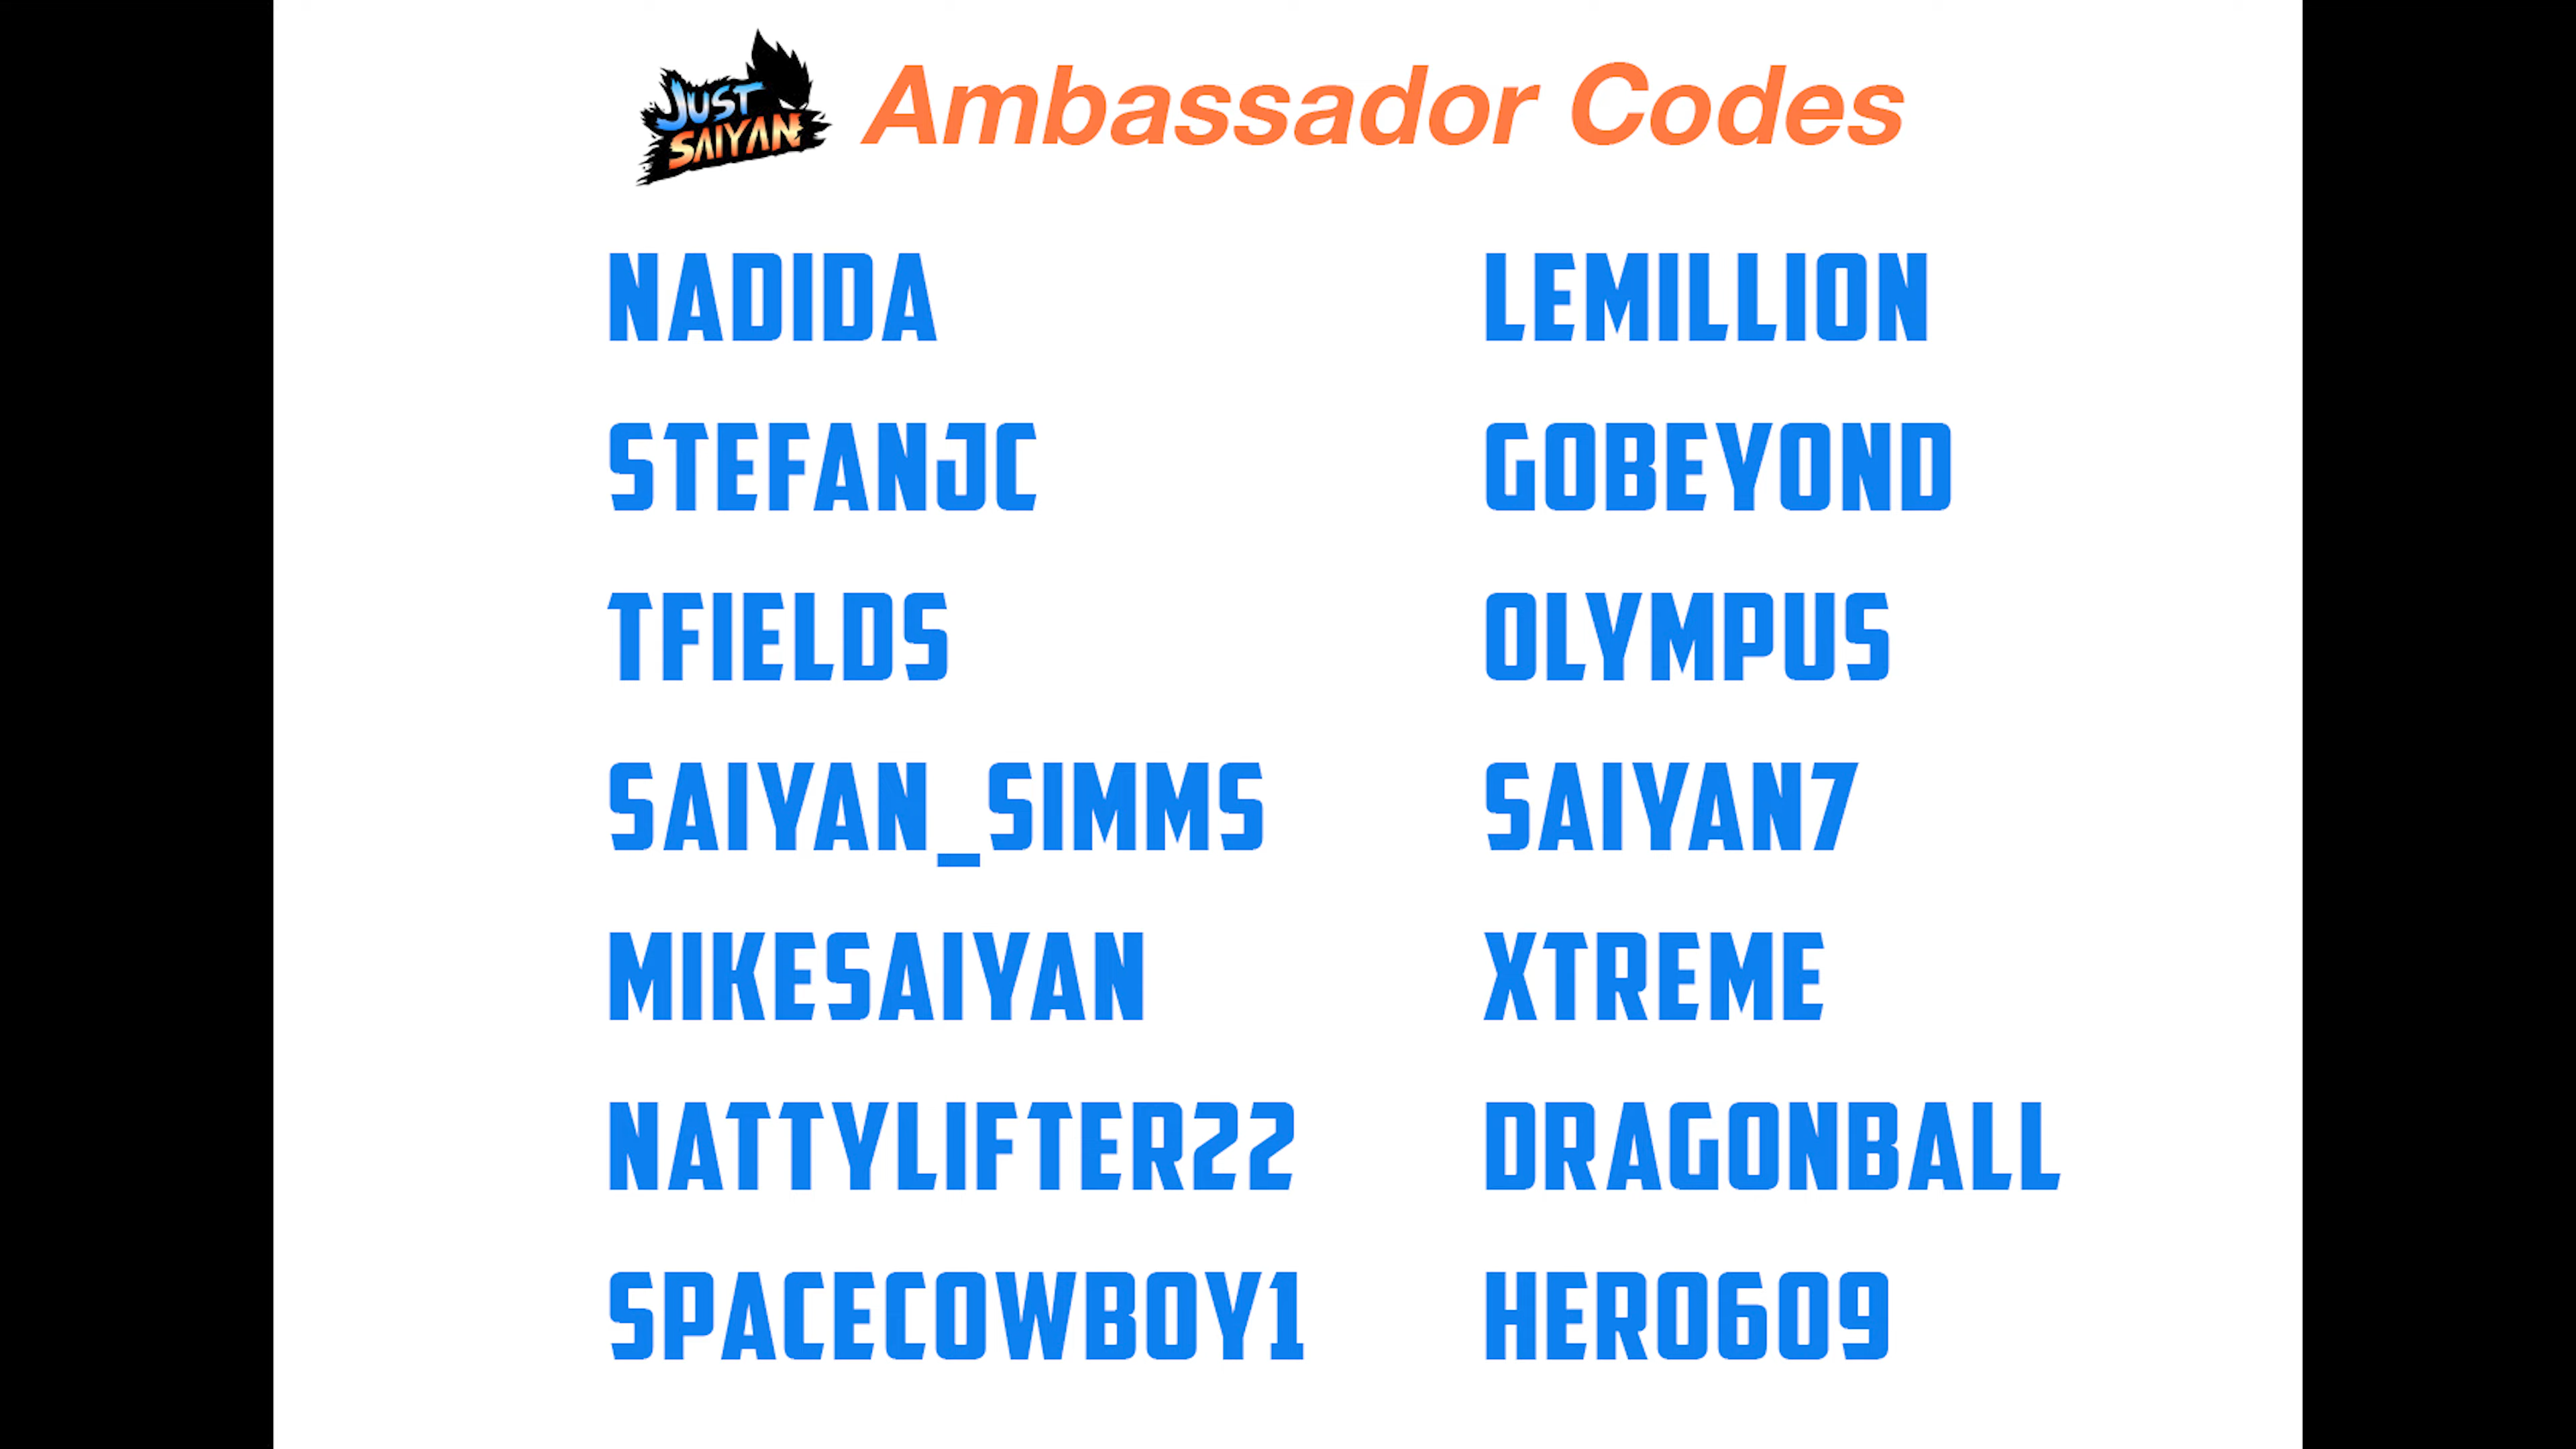 JUST
SAIYAN
Ambassador Codes
NADIDA
STEFANJC
TFIELDS
SAIYAN_SIMMS
MIKESAIYAN
NATTYLIFTER22
SPACECOWBOY1
LEMILLION
GOBEYOND
OLYMPUS
SAIYAN7
XTREME
DRAGONBALL
HERO609